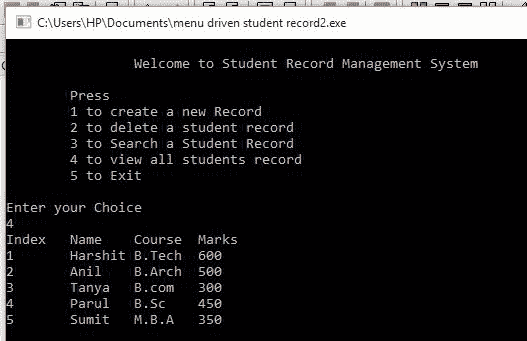 C:\Users\HP\Documents\menu driven student record2.exe
Welcome to Student Record Management System
Press
1 to create a new Record
2 to delete a student record
3 to Search a Student Record
4 to view all students record
5 to Exit
Enter your Choice
4
Index Name Course Marks
1 Harshit B.Tech 600
2 Anil B.Arch 500
3 Tanya B.com 300
4 Parul B.Sc 450
5 Sumit M.B.A 350